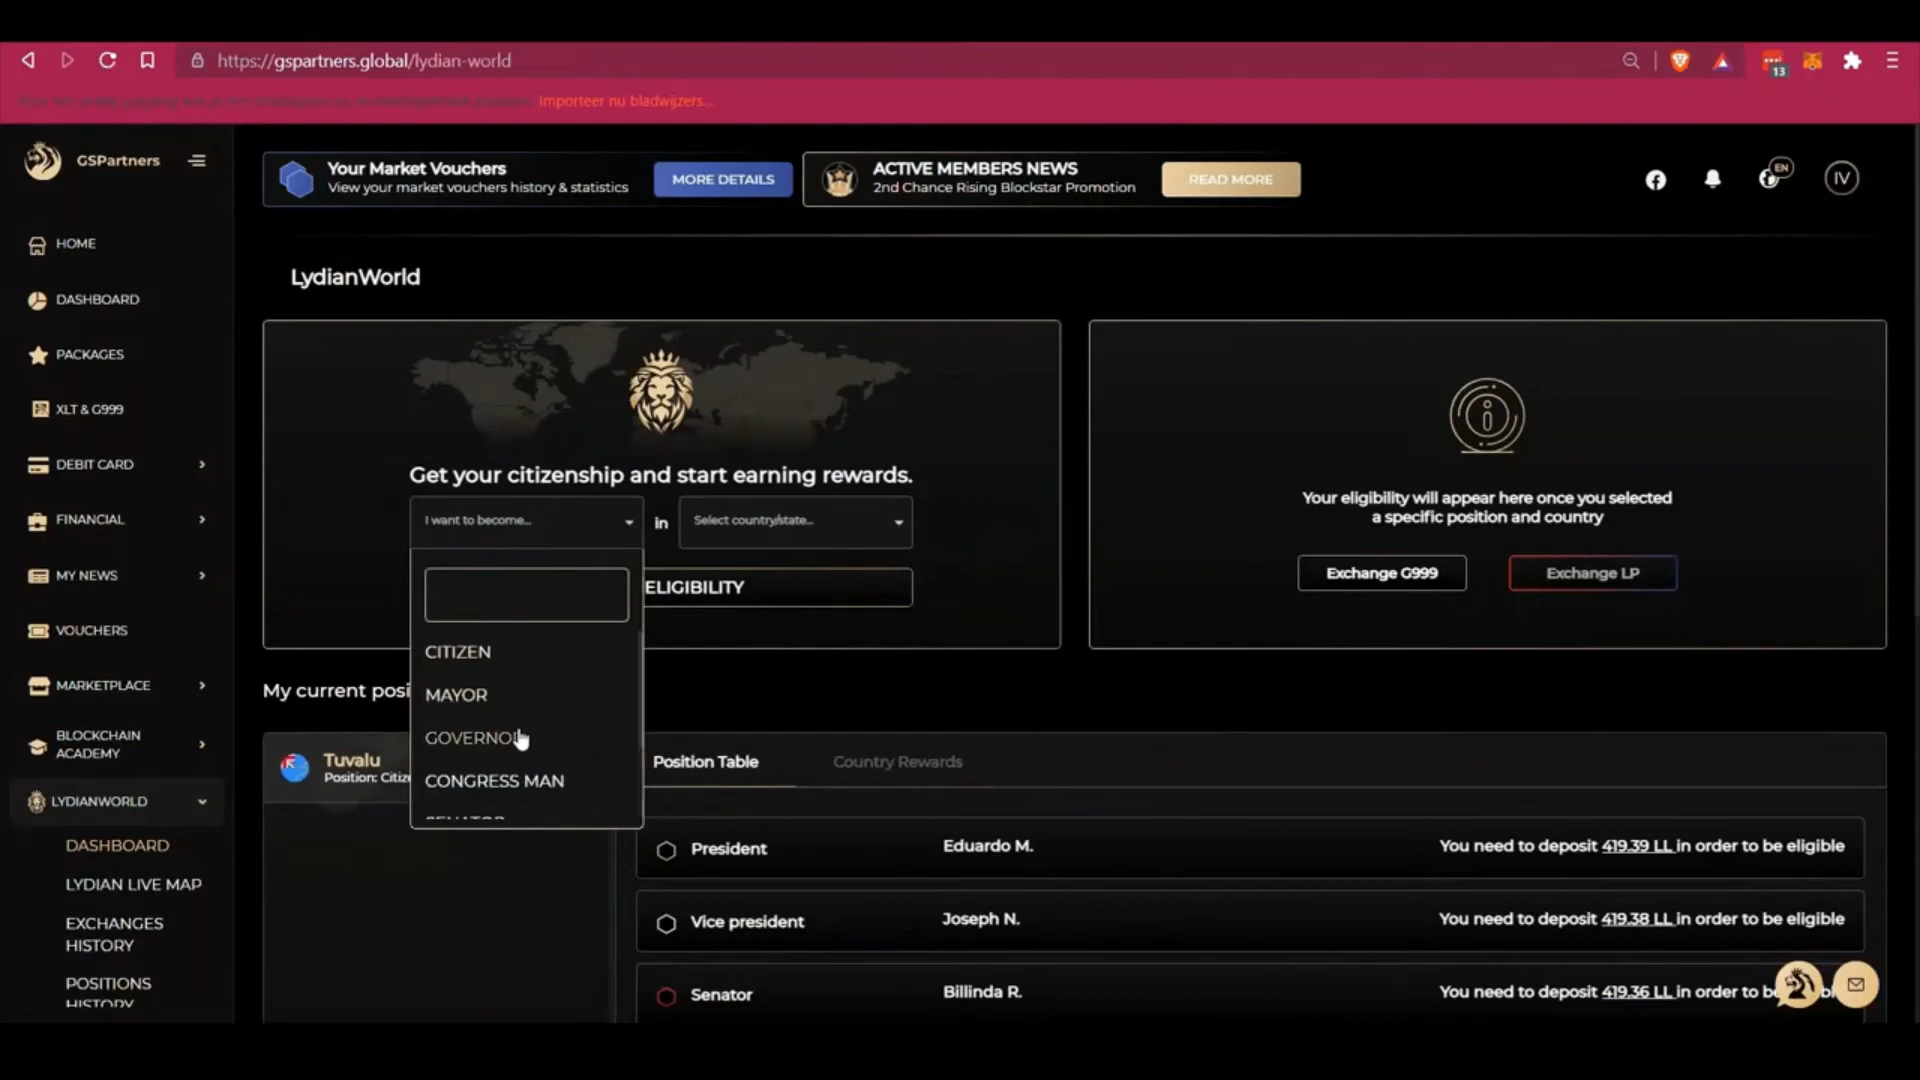 https://gspartners.global/lydian-world
13
Importeer nu bladwijzers...
GSPartners
Your Market Vouchers
View your market vouchers history & statistics
MORE DETAILS
ACTIVE MEMBERS NEWS
2nd Chance Rising Blockstar Promotion
READ MORE
EN
IV
HOME
DASHBOARD
PACKAGES
XLT & G999
DEBIT CARD
FINANCIAL
MY NEWS
VOUCHERS
MARKETPLACE
BLOCKCHAIN
ACADEMY
LYDIANWORLD
DASHBOARD
LYDIAN LIVE MAP
EXCHANGES
HISTORY
POSITIONS
HISTORY
LydianWorld
Get your citizenship and start earning rewards.
I want to become...
in
Select country/state...
ELIGIBILITY
CITIZEN
MAYOR
GOVERNOR
CONGRESS MAN
SENATOR
Your eligibility will appear here once you selected
a specific position and country
Exchange G999
Exchange LP
My current posi
Tuvalu
Position: Citize
Position Table
Country Rewards
President
Eduardo M.
You need to deposit 419.39 LL in order to be eligible
Vice president
Joseph N.
You need to deposit 419.38 LL in order to be eligible
Senator
Billinda R.
You need to deposit 419.36 LL in order to be